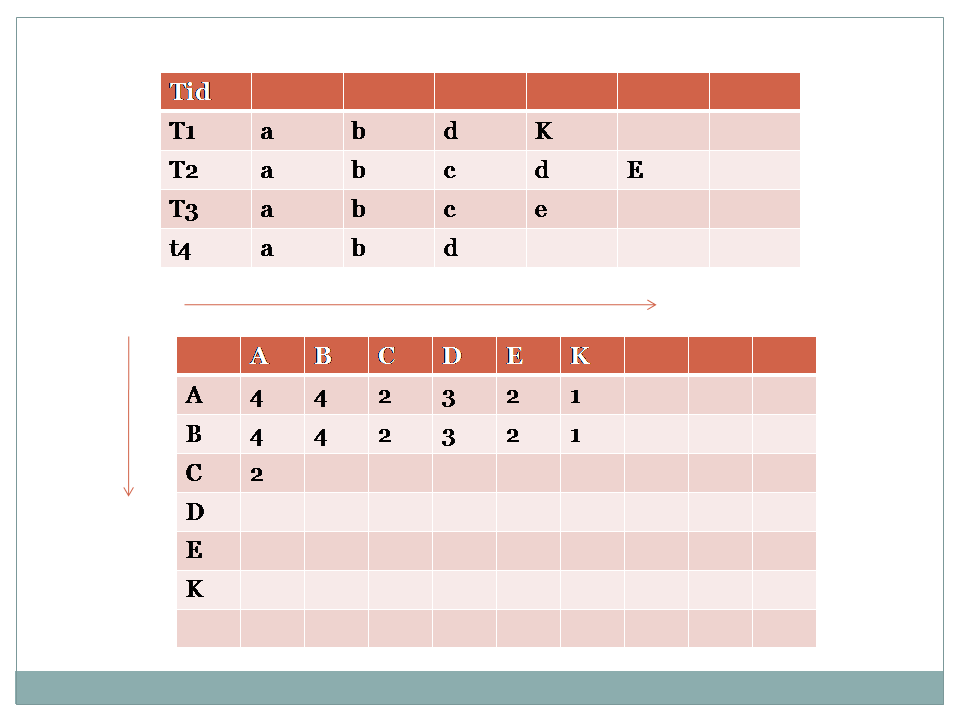 Tid
T1 a b d K
T2 a b c d E
T3 a b c e
t4 a b d
A B C D E K
A 4 4 2 3 2 1
B 4 4 2 3 2 1
C 2
D
E
K